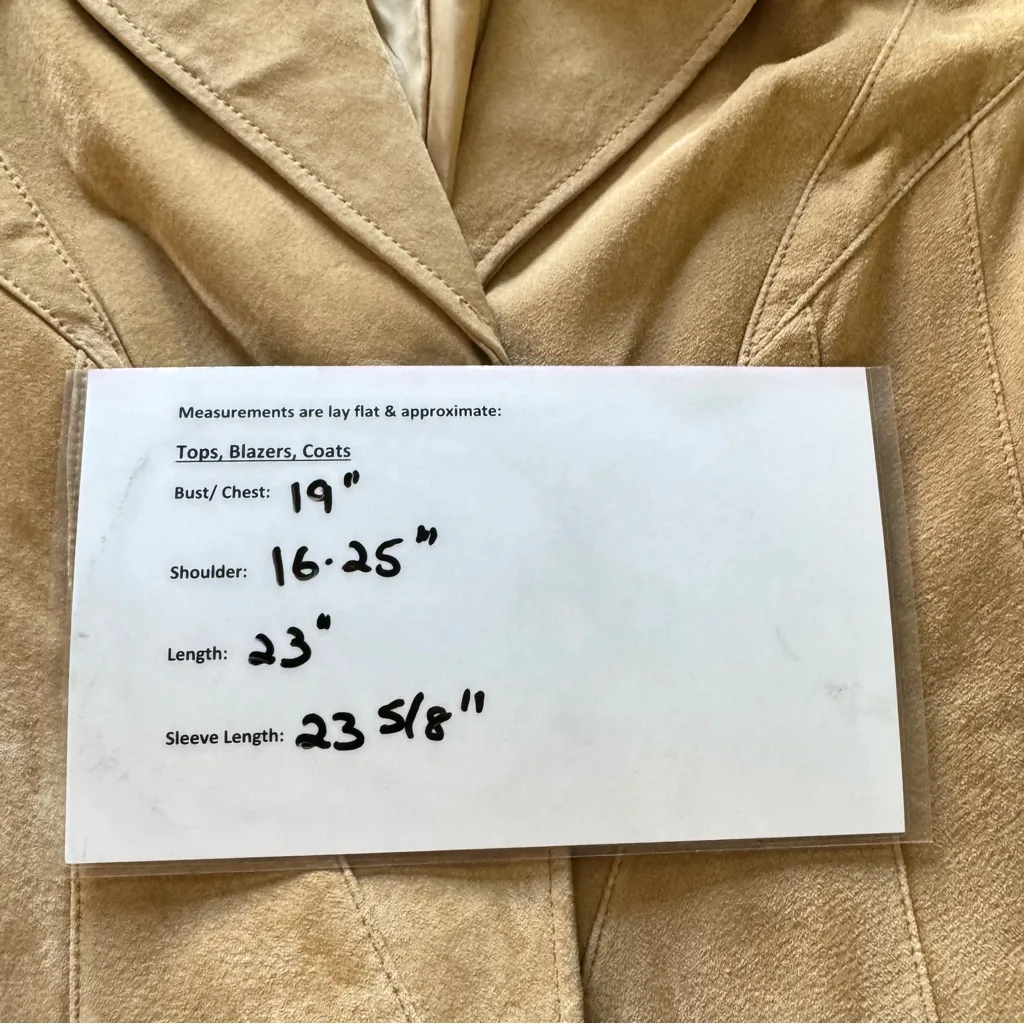 Measurements are lay flat & approximate:
Tops, Blazers, Coats
Bust/ Chest: 19"
Shoulder: 16.25"
Length: 23"
Sleeve Length: 23 5/8"